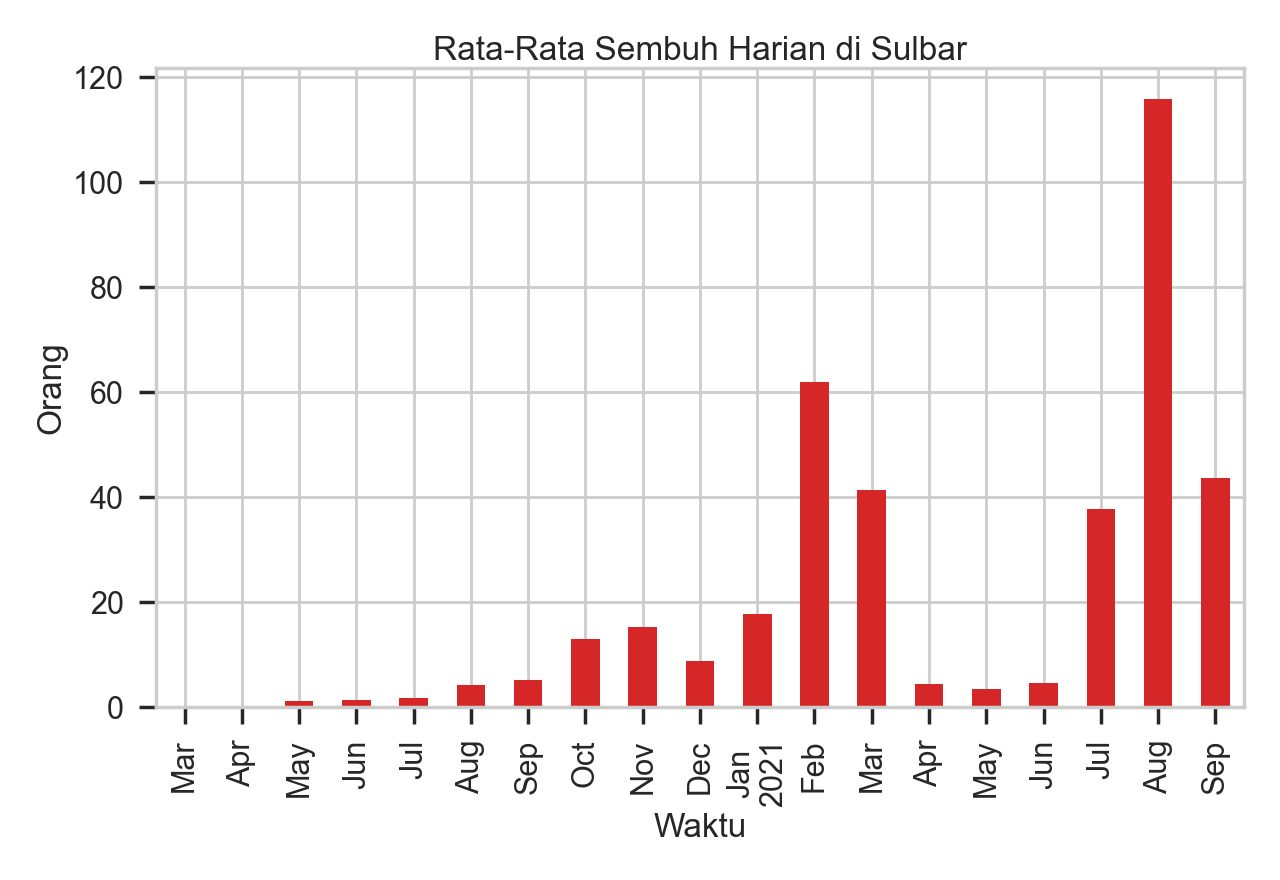 Rata-Rata Sembuh Harian di Sulbar
120
100
80
60
40
20
0
Orang
Mar
Apr
May
Jun
Jul
Aug
Sep
Oct
Nov
Dec
Jan
2021
Feb
Mar
Apr
May
Jun
Jul
Aug
Sep
Waktu